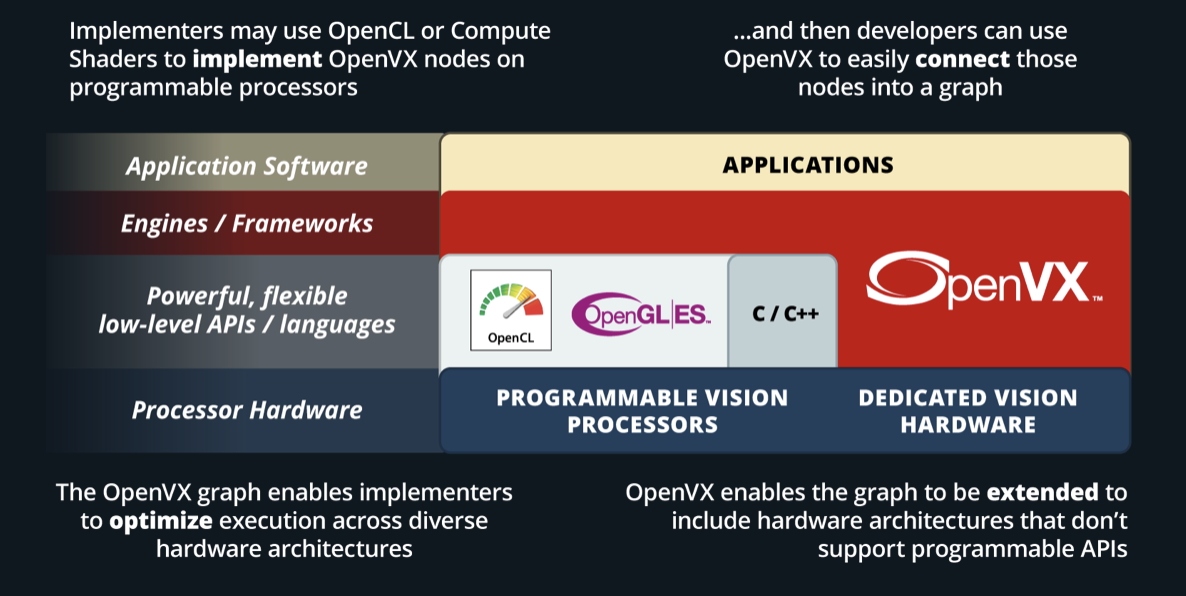 Implementers may use OpenCL or Compute
Shaders to implement OpenVX nodes on
programmable processors
...and then developers can use
OpenVX to easily connect those
nodes into a graph
Application Software
APPLICATIONS
Engines / Frameworks
Powerful, flexible
low-level APIs / languages
OpenCL
OpenGL|ES™
C / C++
OpenVX™
Processor Hardware
PROGRAMMABLE VISION
PROCESSORS
DEDICATED VISION
HARDWARE
The OpenVX graph enables implementers
to optimize execution across diverse
hardware architectures
OpenVX enables the graph to be extended to
include hardware architectures that don't
support programmable APIs